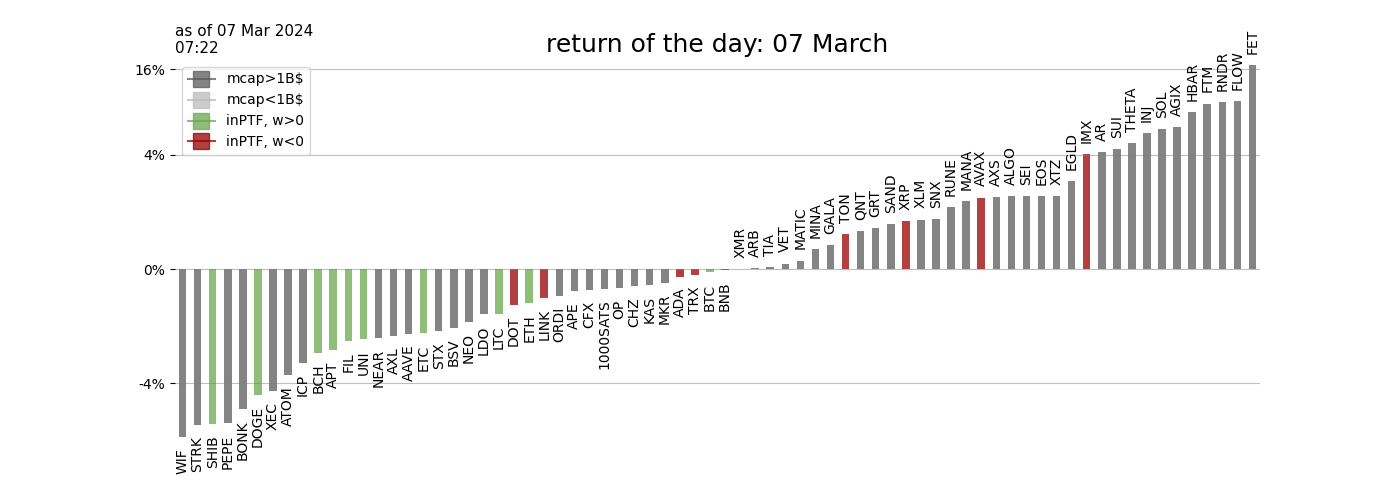 as of 07 Mar 2024
07:22
return of the day: 07 March
mcap>1B$
mcap<1B$
inPTF, w>0
inPTF, w<0
16%
4%
0%
-4%
WIF
STRK
SHIB
PEPE
BONK
DOGE
XEC
ATOM
ICP
BCH
APT
FIL
UNI
NEAR
AXL
AAVE
ETC
STX
BSV
NEO
LDO
LTC
DOT
ETH
LINK
ORDI
APE
CFX
1000SATS
OP
CHZ
KAS
MKR
ADA
TRX
BTC
BNB
XMR
ARB
TIA
VET
MATIC
MINA
GALA
TON
QNT
GRT
SAND
XRP
XLM
SNX
RUNE
MANA
AVAX
AXS
ALGO
SEI
EOS
XTZ
EGLD
IMX
AR
SUI
THETA
INJ
SOL
AGIX
HBAR
FTM
RNDR
FLOW
FET